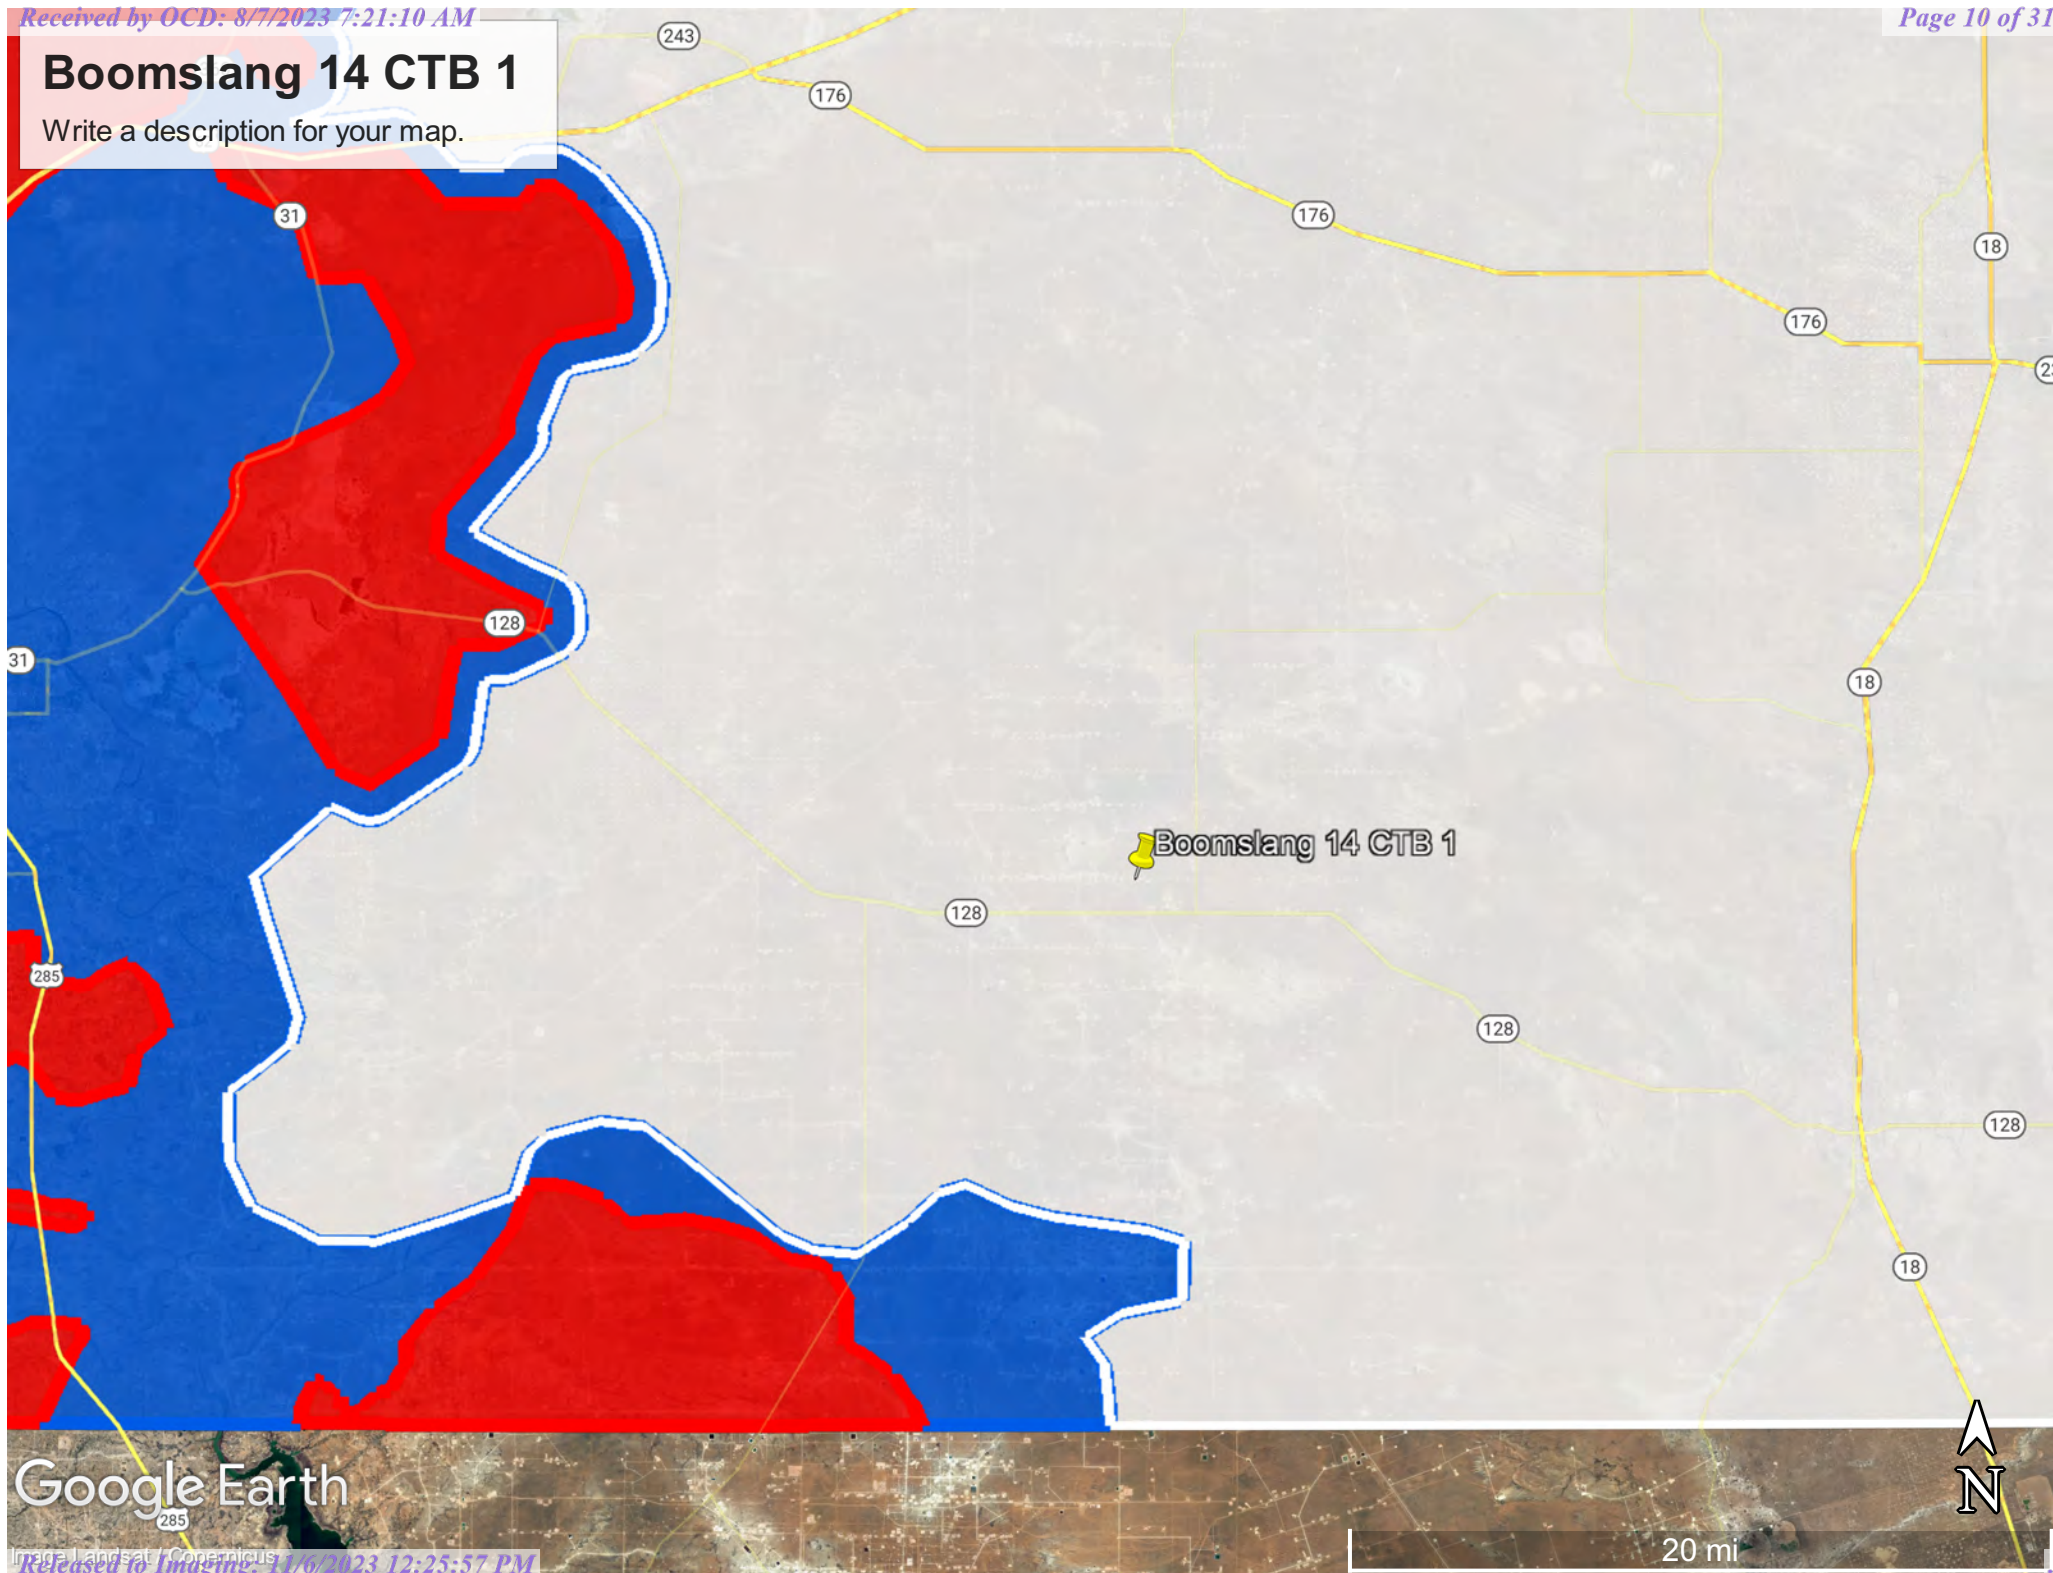 Received by OCD: 8/7/2023 7:21:10 AM
Page 10 of 31
Boomslang 14 CTB 1
Write a description for your map.
243
176
31
176
18
176
128
31
18
Boomslang 14 CTB 1
128
285
128
128
18
Google Earth
285
N
20 mi
Image Landsat / Copernicus
Released to Imaging: 11/6/2023 12:25:57 PM